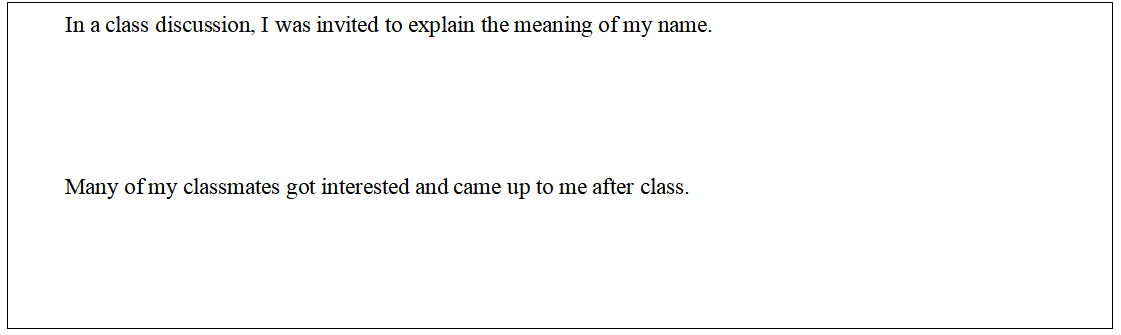 In a class discussion, I was invited to explain the meaning of my name.
Many of my classmates got interested and came up to me after class.